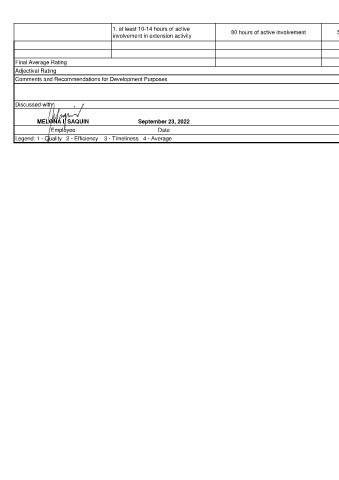 1. at least 10-14 hours of active
involvement in extension activity
80 hours of active involvement
Final Average Rating
Adjectival Rating
Comments and Recommendations for Development Purposes
Discussed with:
SAQUIN
September 23, 2022
Employee
Date
Legend: 1 - Quality 2 - Efficiency 3 - Timeliness 4 - Average